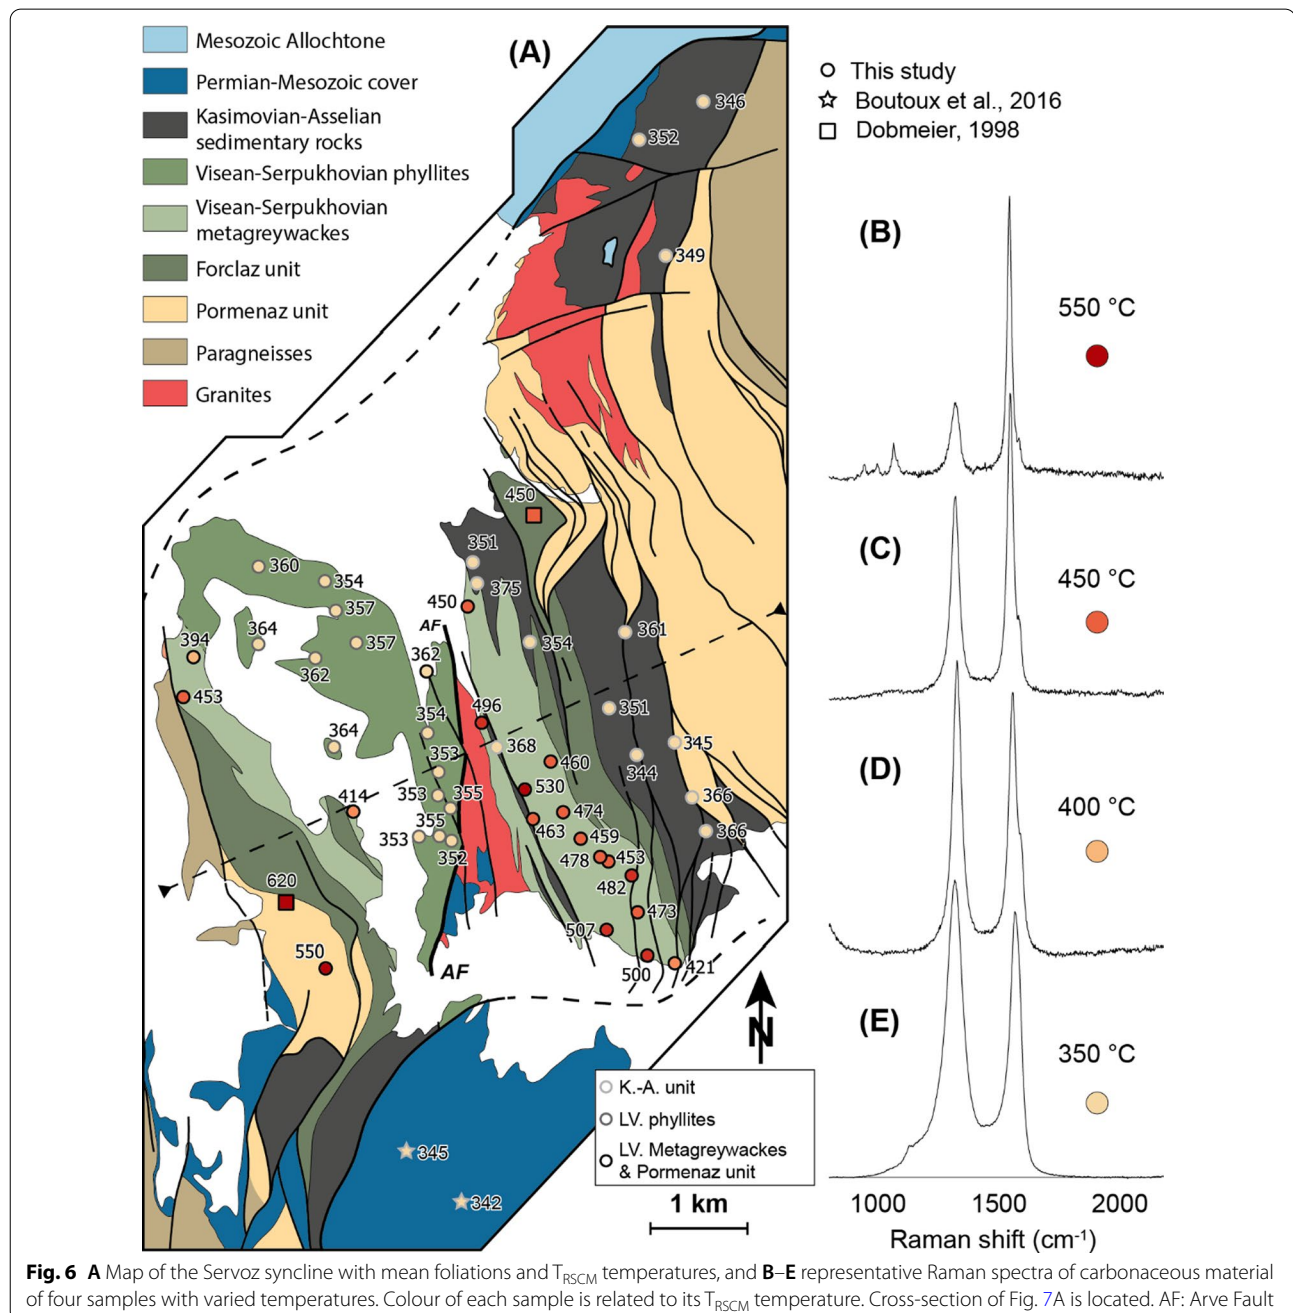 Mesozoic Allochtone
Permian-Mesozoic cover
Kasimovian-Asselian
sedimentary rocks
Visean-Serpukhovian phyllites
Visean-Serpukhovian
metagreywackes
Forclaz unit
Pormenaz unit
Paragneisses
Granites
(A)
This study
Boutoux et al., 2016
Dobmeier, 1998
346
352
349
450
351
375
450
AF
360
354
357
364
357
394
362
362
453
354
361
496
354
351
364
368
345
353
460
344
530
353
355
366
414
474
463
459
353
355
366
352
478
453
482
620
473
507
550
AF
500
421
N
345
342
K.-A. unit
LV. phyllites
LV. Metagreywackes
& Pormenaz unit
1 km
(B)
550 °C
(C)
450 °C
(D)
400 °C
(E)
350 °C
1000 1500 2000
Raman shift (cm-1)
Fig. 6 A Map of the Servoz syncline with mean foliations and TRSCM temperatures, and B–E representative Raman spectra of carbonaceous material
of four samples with varied temperatures. Colour of each sample is related to its TRSCM temperature. Cross-section of Fig. 7A is located. AF: Arve Fault